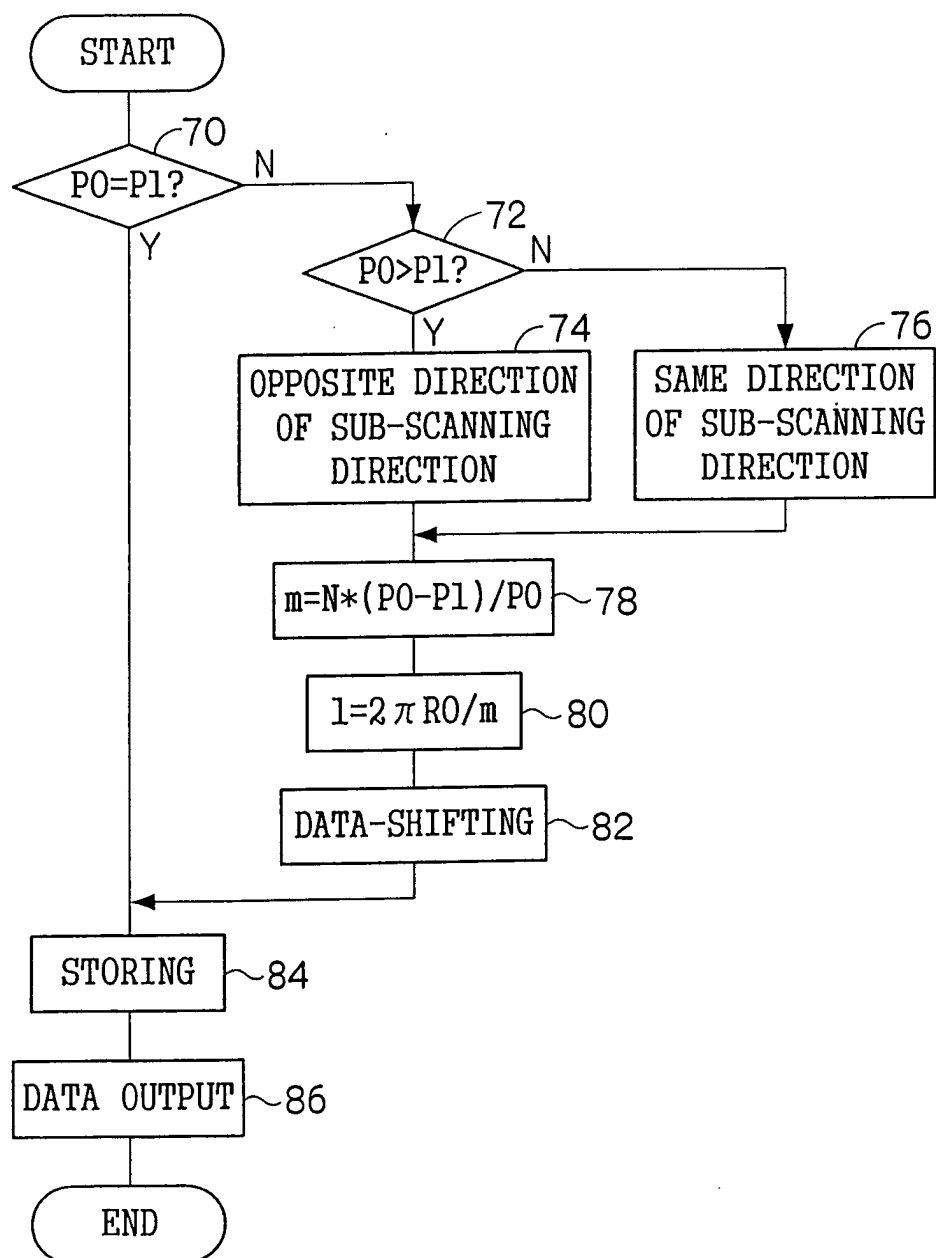 START
70
P0=P1?
N
Y
72
P0>P1?
N
Y
74
OPPOSITE DIRECTION
OF SUB-SCANNING
DIRECTION
76
SAME DIRECTION
OF SUB-SCANNING
DIRECTION
m=N*(P0-P1)/P0
78
l=2πR0/m
80
DATA-SHIFTING
82
STORING
84
DATA OUTPUT
86
END